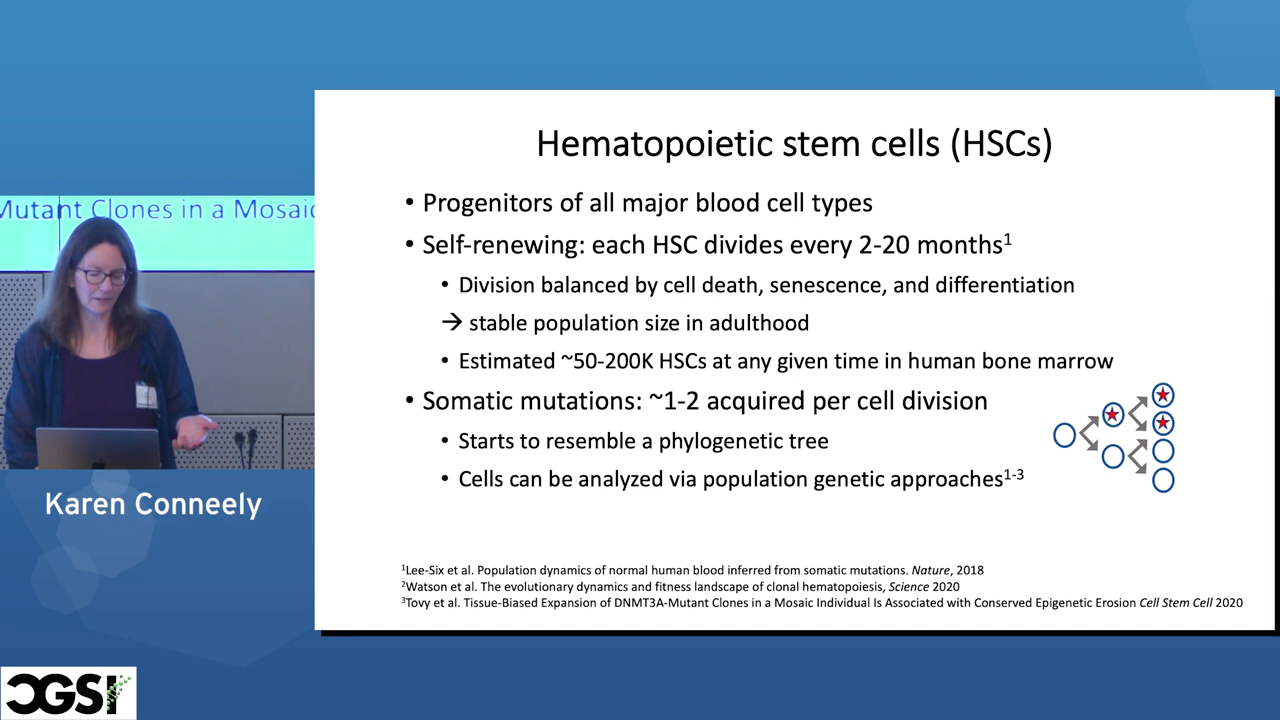 Mutant Clones in a Mosaic
Karen Conneely
CGSI
Hematopoietic stem cells (HSCs)
• Progenitors of all major blood cell types
• Self-renewing: each HSC divides every 2-20 months1
• Division balanced by cell death, senescence, and differentiation
→ stable population size in adulthood
• Estimated ~50-200K HSCs at any given time in human bone marrow
• Somatic mutations: ~1-2 acquired per cell division
• Starts to resemble a phylogenetic tree
• Cells can be analyzed via population genetic approaches1-3
1Lee-Six et al. Population dynamics of normal human blood inferred from somatic mutations. Nature, 2018
2Watson et al. The evolutionary dynamics and fitness landscape of clonal hematopoiesis, Science 2020
3Tovy et al. Tissue-Biased Expansion of DNMT3A-Mutant Clones in a Mosaic Individual Is Associated with Conserved Epigenetic Erosion Cell Stem Cell 2020